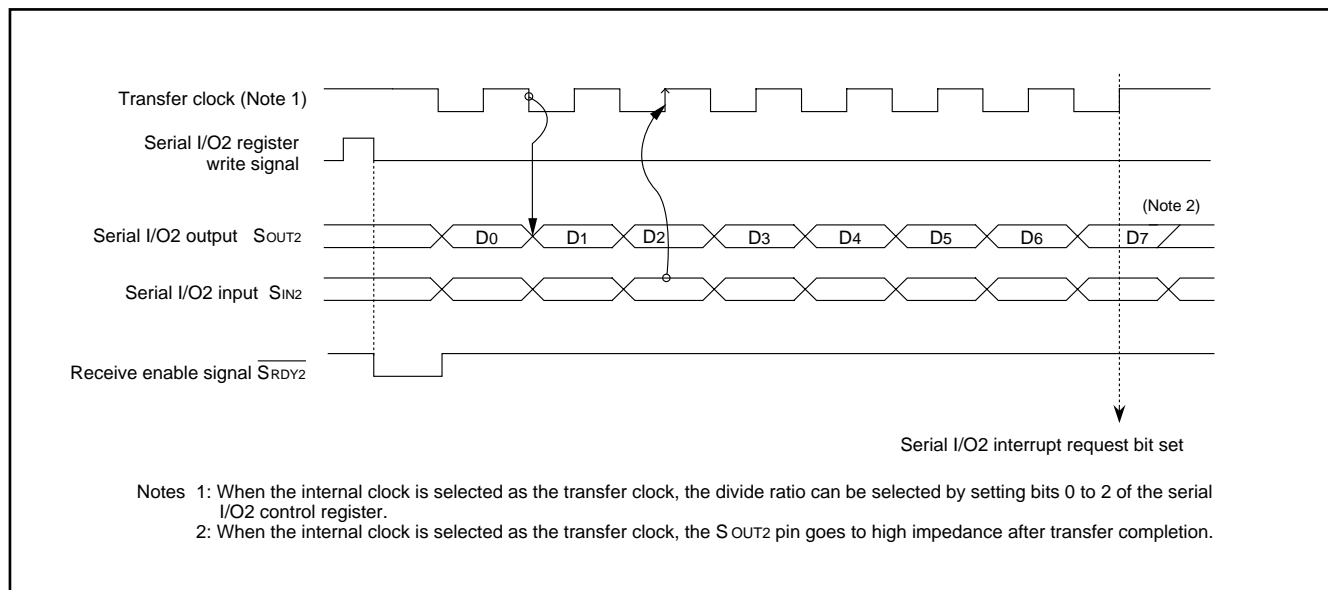 Transfer clock (Note 1)
Serial I/O2 register
write signal
(Note 2)
Serial I/O2 output SOUT2
D0 D1 D2 D3 D4 D5 D6 D7
Serial I/O2 input SIN2
Receive enable signal SRDY2
Serial I/O2 interrupt request bit set
Notes 1: When the internal clock is selected as the transfer clock, the divide ratio can be selected by setting bits 0 to 2 of the serial
I/O2 control register.
2: When the internal clock is selected as the transfer clock, the S OUT2 pin goes to high impedance after transfer completion.